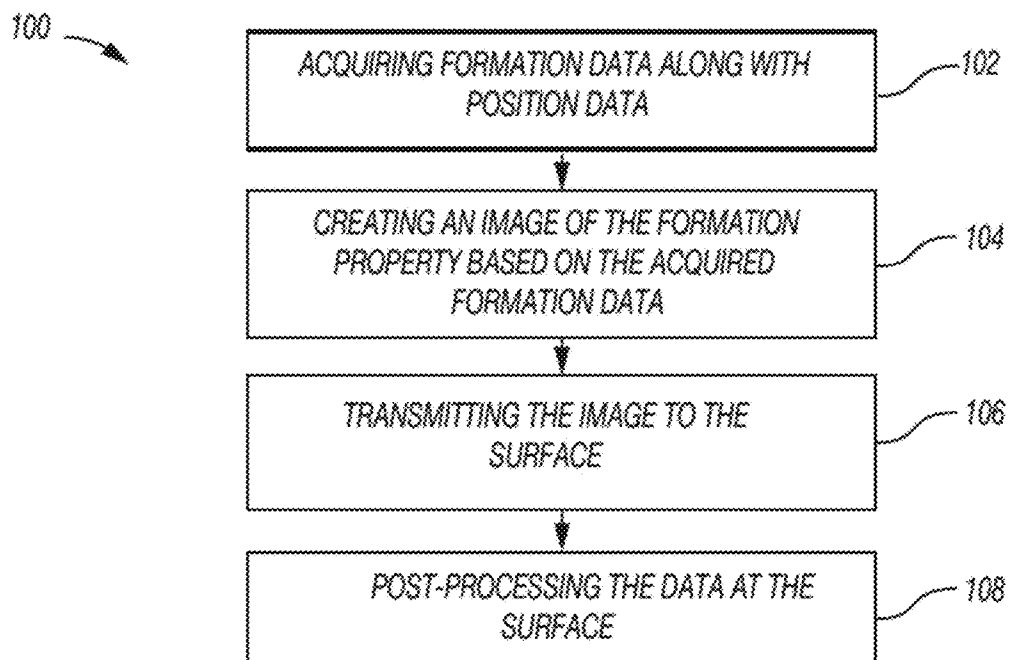 100
ACQUIRING FORMATION DATA ALONG WITH
POSITION DATA
102
CREATING AN IMAGE OF THE FORMATION
PROPERTY BASED ON THE ACQUIRED
FORMATION DATA
104
TRANSMITTING THE IMAGE TO THE
SURFACE
106
POST-PROCESSING THE DATA AT THE
SURFACE
108